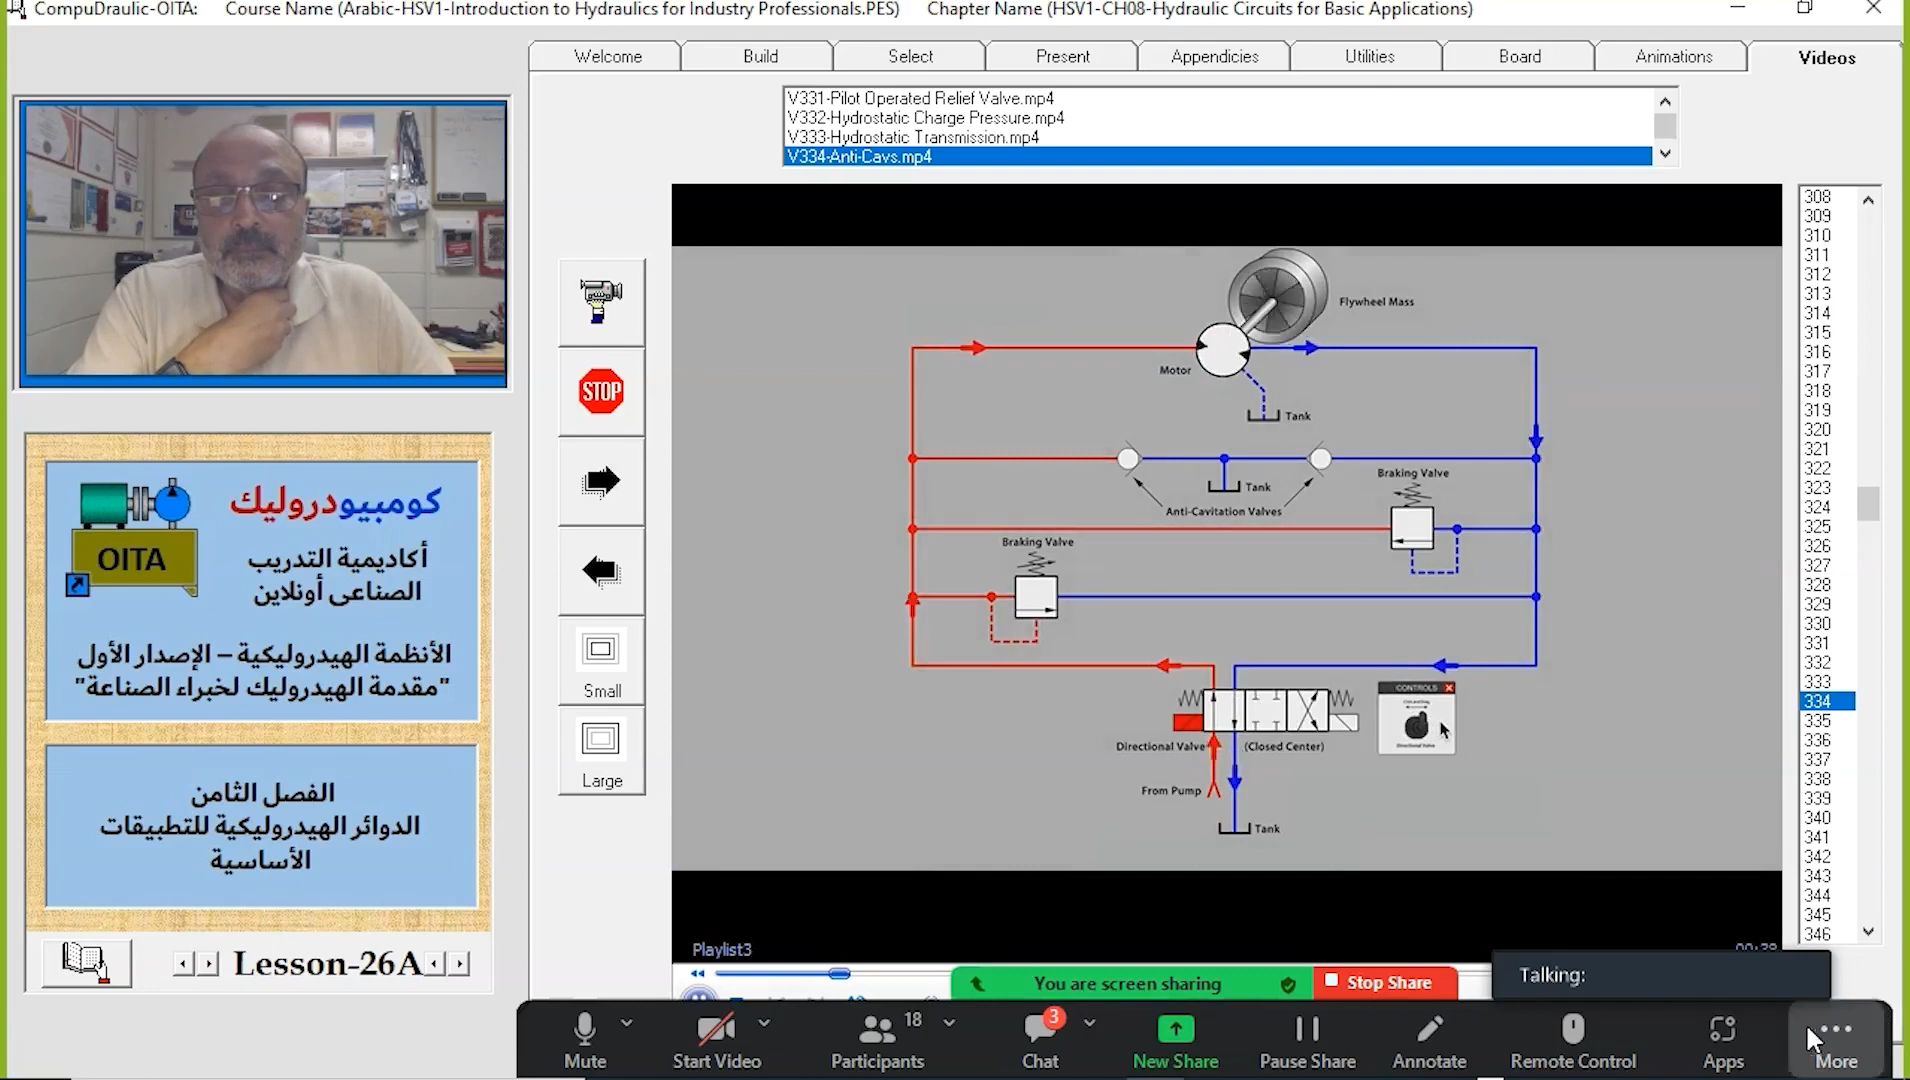 CompuDraulic-OITA: Course Name (Arabic-HSV1-Introduction to Hydraulics for Industry Professionals.PES) Chapter Name (HSV1-CH08-Hydraulic Circuits for Basic Applications)
Welcome
Build
Select
Present
Appendicies
Utilities
Board
Animations
Videos
V331-Pilot Operated Relief Valve.mp4
V332-Hydrostatic Charge Pressure.mp4
V333-Hydrostatic Transmission.mp4
V334-Anti-Cavs.mp4
STOP
Small
Large
Flywheel Mass
Motor
Tank
Braking Valve
Tank
Anti-Cavitation Valves
Braking Valve
CONTROLS
Directional Valve
Directional Valve (Closed Center)
From Pump
Tank
308
309
310
311
312
313
314
315
316
317
318
319
320
321
322
323
324
325
326
327
328
329
330
331
332
333
334
335
336
337
338
339
340
341
342
343
344
345
346
كومبيودروليك
OITA
أكاديمية التدريب
الصناعى أونلاين
الأنظمة الهيدروليكية – الإصدار الأول
"مقدمة الهيدروليك لخبراء الصناعة"
الفصل الثامن
الدوائر الهيدروليكية للتطبيقات
الأساسية
Lesson-26A
Playlist3
You are screen sharing
Stop Share
Talking:
Mute
Start Video
18
Participants
3
Chat
New Share
Pause Share
Annotate
Remote Control
Apps
More